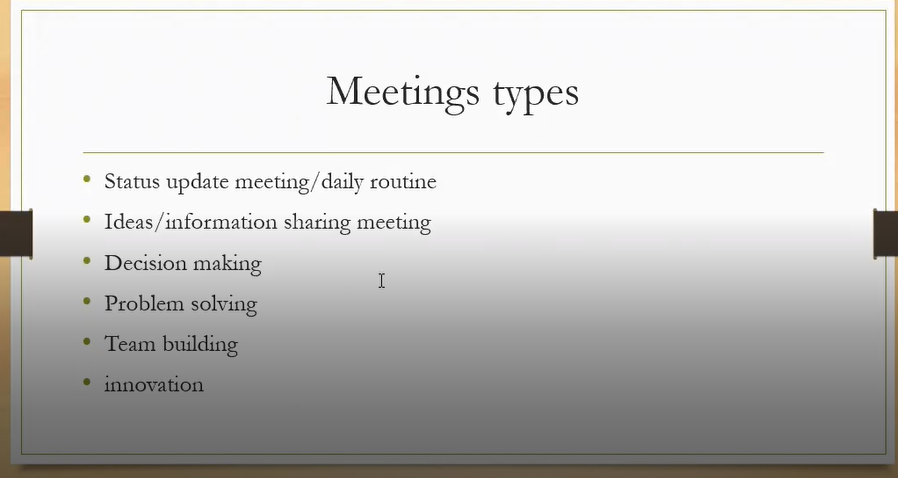 Meetings types
Status update meeting/daily routine
Ideas/information sharing meeting
Decision making
Problem solving
Team building
innovation